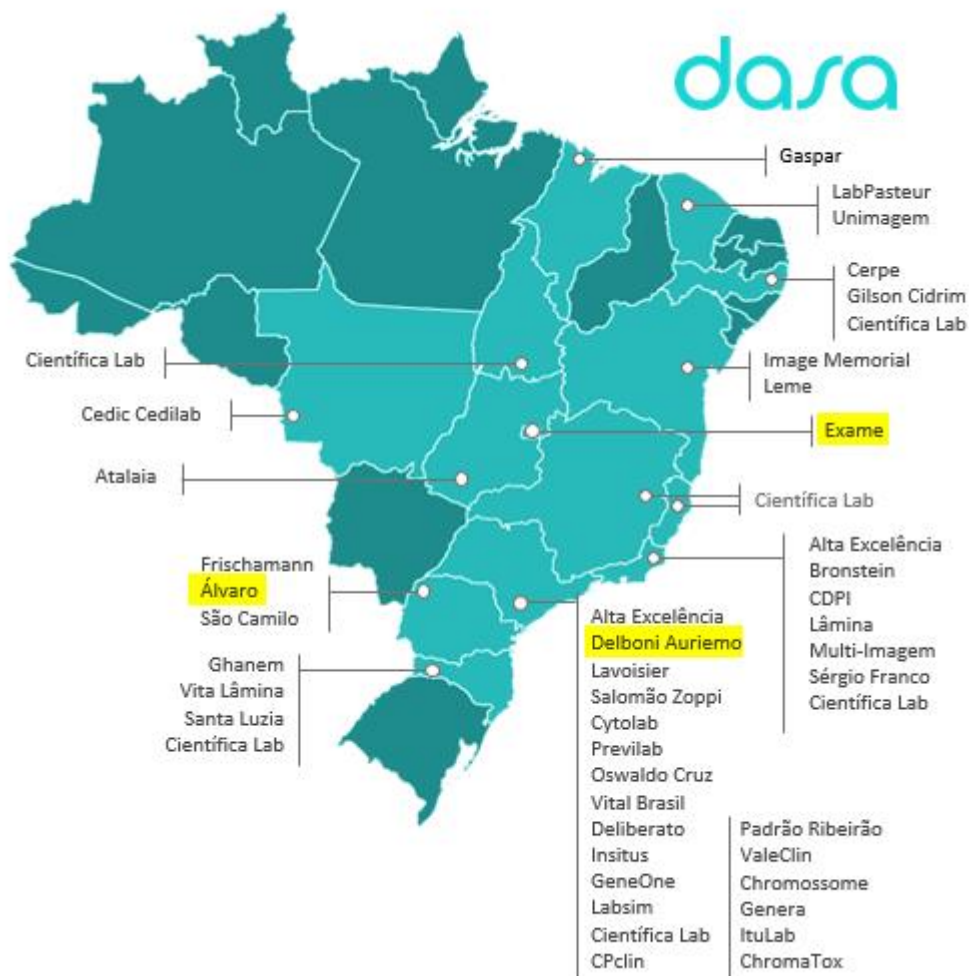 dasa
Gaspar
LabPasteur
Unimagem
Cerpe
Gilson Cidrim
Científica Lab
Image Memorial
Leme
Científica Lab
Cedic Cedilab
Exame
Atalaia
Científica Lab
Frischamann
Álvaro
São Camilo
Ghanem
Vita Lâmina
Santa Luzia
Científica Lab
Alta Excelência
Bronstein
CDPI
Lâmina
Multi-Imagem
Sérgio Franco
Científica Lab
Alta Excelência
Delboni Auriemo
Lavoisier
Salomão Zoppi
Cytolab
Previlab
Oswaldo Cruz
Vital Brasil
Deliberato
Insitus
GeneOne
Labsim
Científica Lab
CPclin
Padrão Ribeirão
ValeClin
Chromossome
Genera
ItuLab
ChromaTox